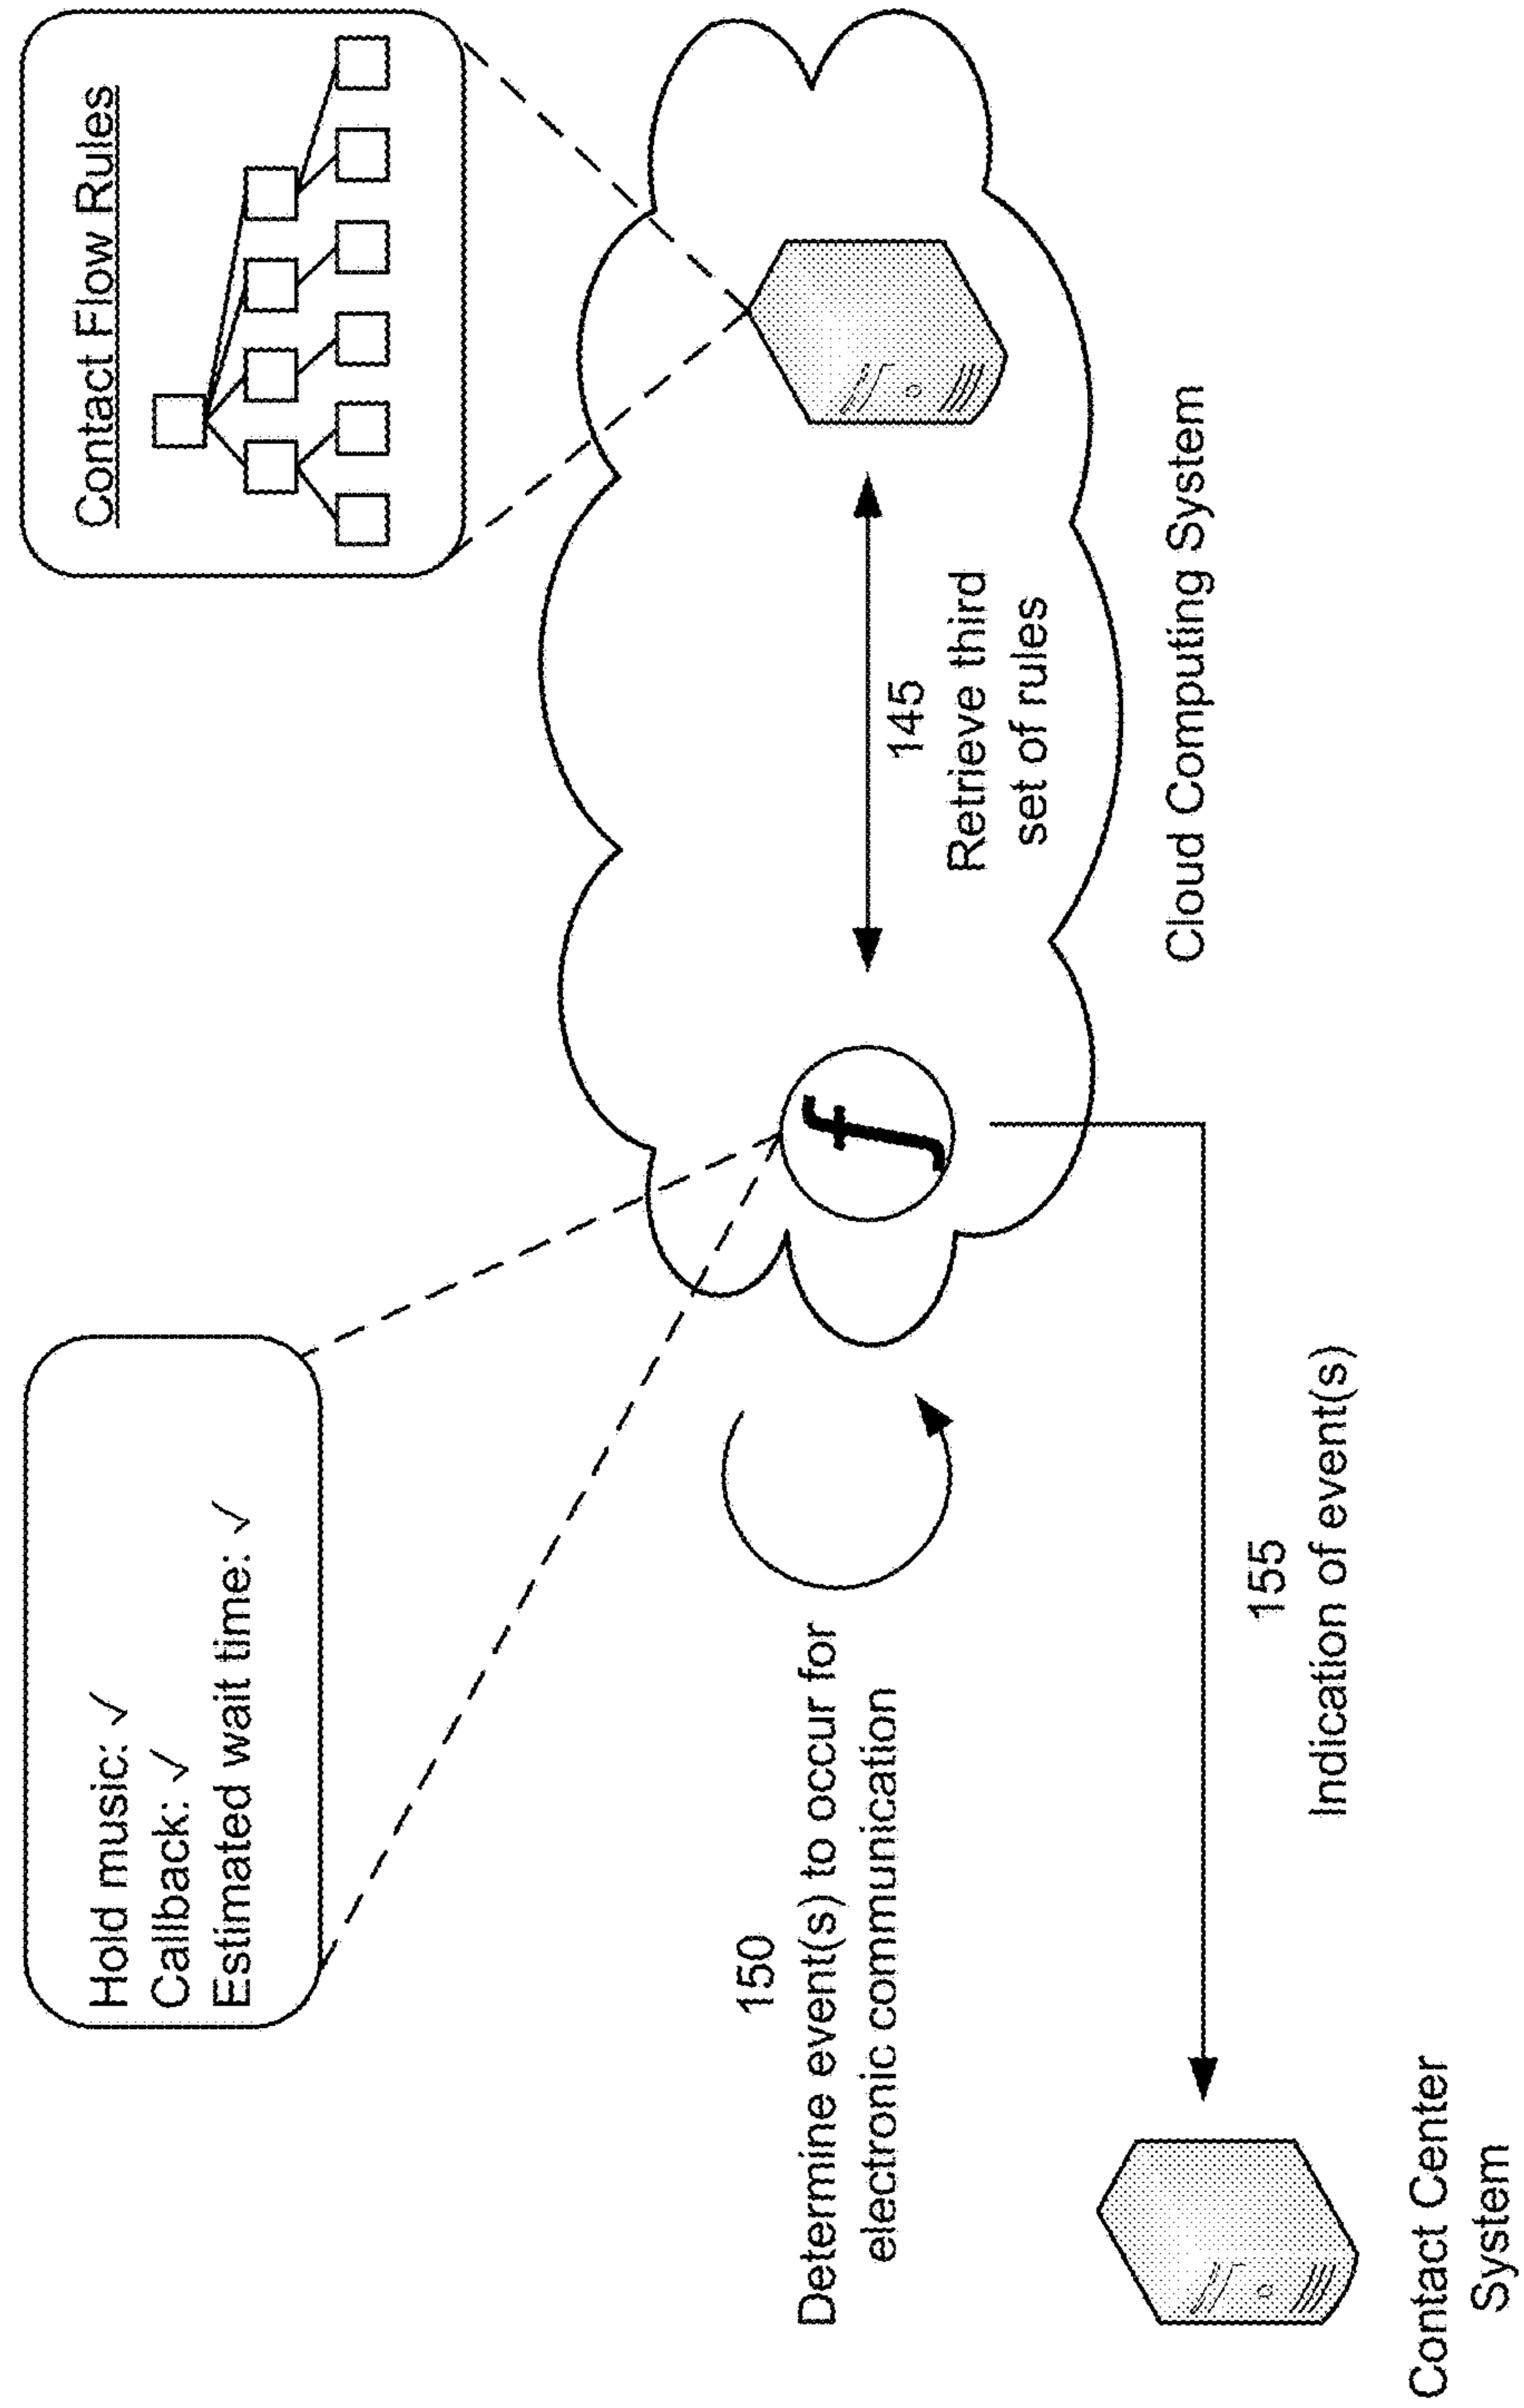 Hold music: ✓
Callback: ✓
Estimated wait time: ✓
Contact Flow Rules
150
Determine event(s) to occur for
electronic communication
f
145
Retrieve third
set of rules
Cloud Computing System
155
Indication of event(s)
Contact Center
System